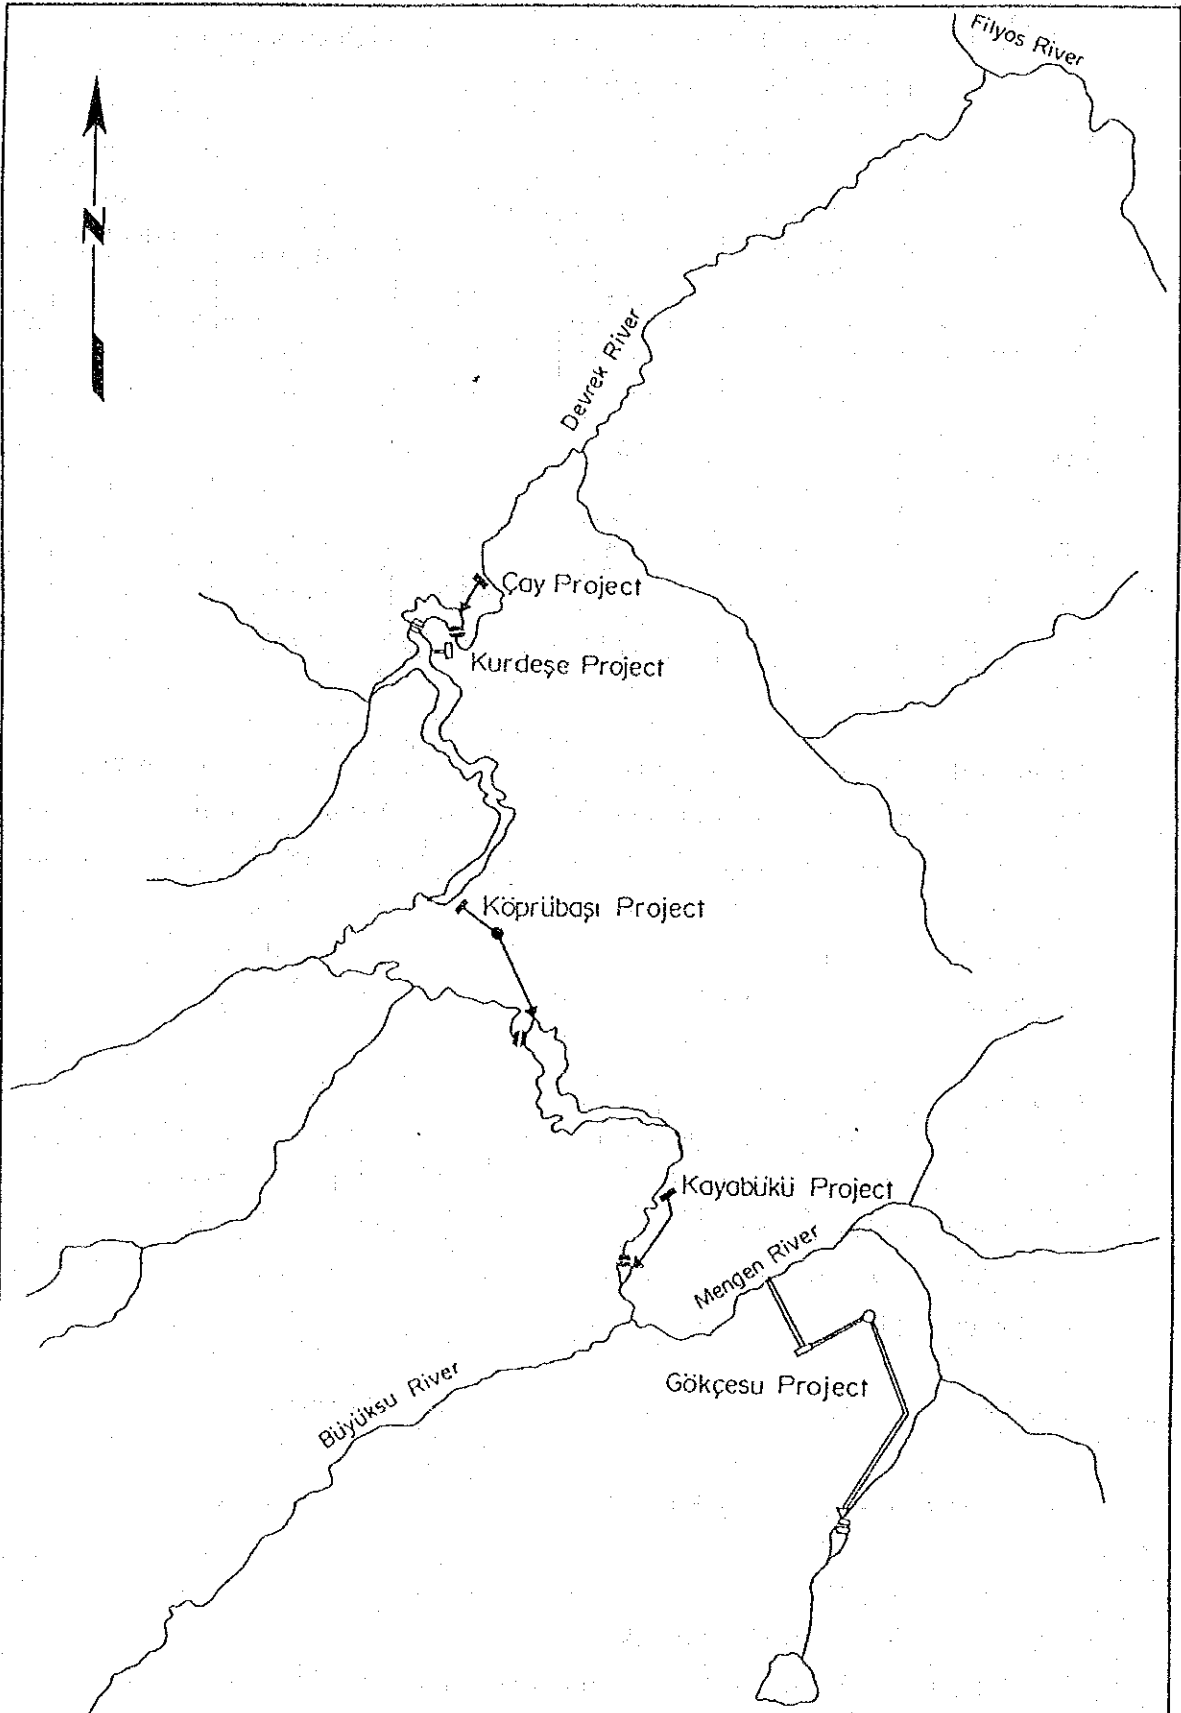 Filyos River
N
Devrek River
Çay Project
Kurdeşe Project
Köprübaşı Project
Kayabükü Project
Mengen River
Gökçesu Project
Büyüksu River